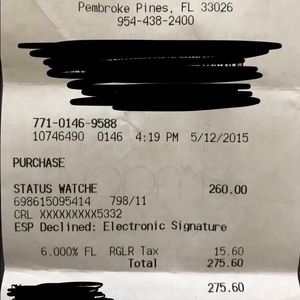 Pembroke Pines, FL 33026
954-438-2400
771-0146-9588
10746490 0146 4:19 PM 5/12/2015
PURCHASE
STATUS WATCHE 260.00
698615095414 798/11
CRL XXXXXXXXX5332
ESP Declined: Electronic Signature
6.000% FL RGLR Tax 15.60
Total 275.60
275.60